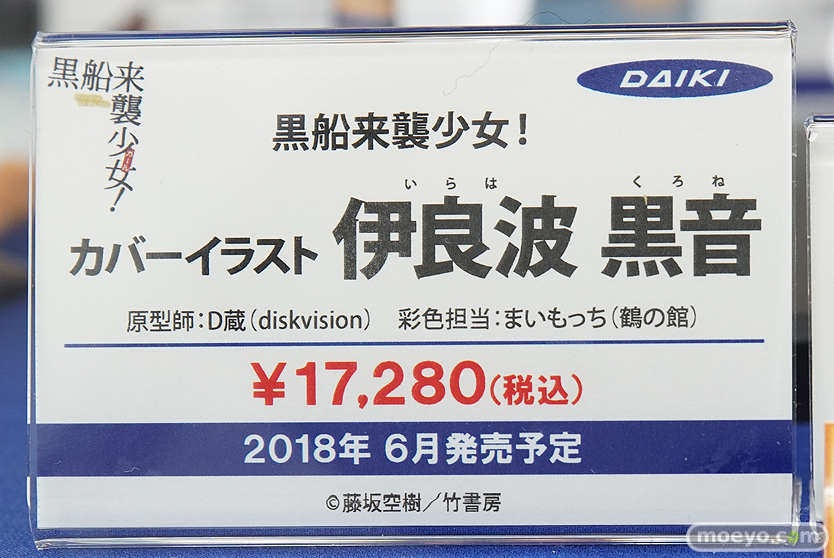 黒船来
襲少女！
DAIKI
黒船来襲少女！
いらは くろね
カバーイラスト 伊良波 黒音
原型師：D蔵（diskvision） 彩色担当：まいもっち（鶴の館）
￥17,280（税込）
2018年 6月発売予定
©藤坂空樹／竹書房
moeyo.com